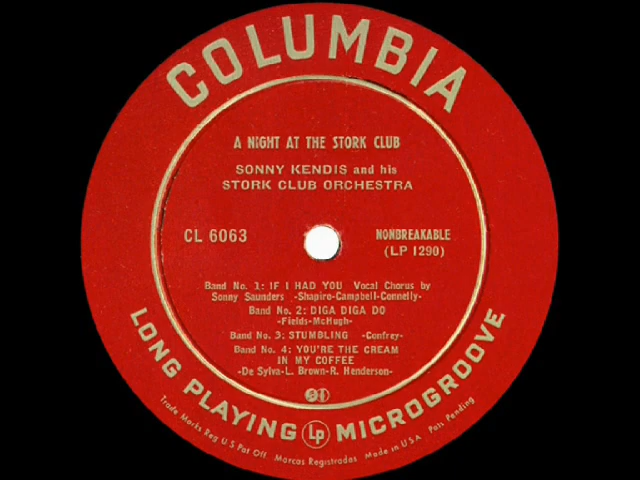 COLUMBIA
A NIGHT AT THE STORK CLUB
SONNY KENDIS and his
STORK CLUB ORCHESTRA
CL 6063
NONBREAKABLE
(LP 1290)
Band No. 1: IF I HAD YOU Vocal Chorus by
Sonny Saunders -Shapiro-Campbell-Connelly-
Band No. 2: DIGA DIGA DO
-Fields-McHugh-
Band No. 3: STUMBLING -Confrey-
Band No. 4: YOU'RE THE CREAM
IN MY COFFEE
-De Sylva-L. Brown-R. Henderson-
LONG PLAYING Lp MICROGROOVE
Trade Marks Reg U S Pat Off. Marcas Registradas Made in U S A Pats. Pending